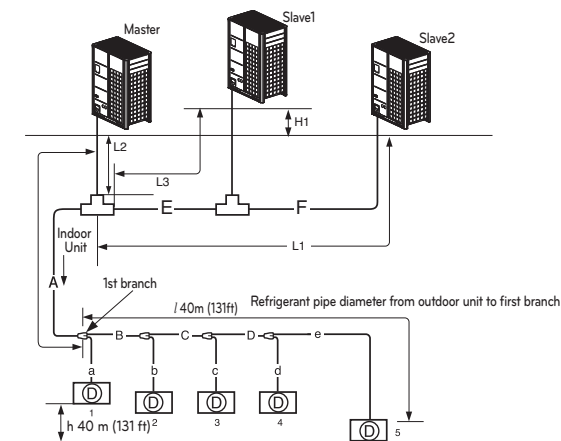 Master
Slave1
Slave2
H1
L2
L3
E
F
Indoor
Unit
L1
A
1st branch
l 40m (131ft)
Refrigerant pipe diameter from outdoor unit to first branch
B
C
D
e
a
b
c
d
D
D
D
D
1
2
3
4
h 40 m (131 ft)
D
5